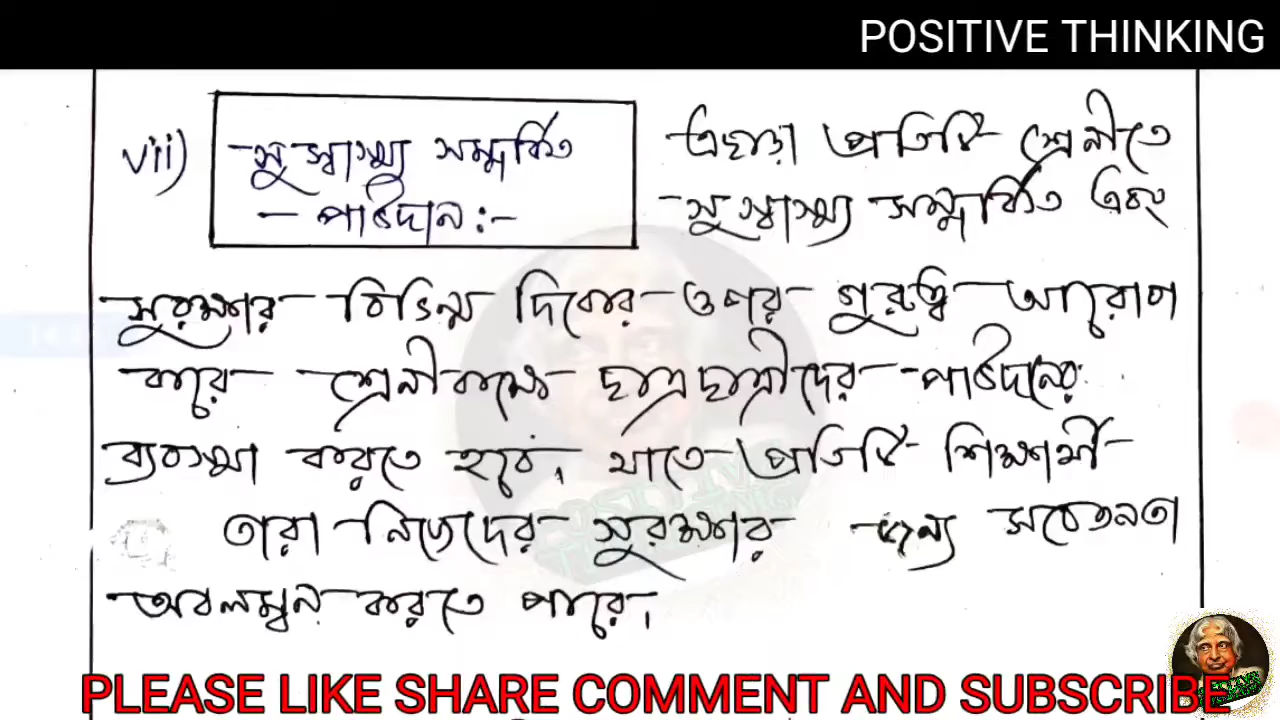 POSITIVE THINKING
vii) সুস্বাস্থ্য সম্পর্কিত
- পাঠদান:-
এছাড়া প্রতিটি শ্রেনীতে
সুস্বাস্থ্য সম্পর্কিত এবং
সুরক্ষার বিভিন্ন দিকের ওপর গুরুত্ব আরোপ
করে শ্রেনীকক্ষে ছাত্রছাত্রীদের পাঠদানের
ব্যবস্থা করতে হবে, যাতে প্রতিটি শিক্ষার্থী
তারা নিজেদের সুরক্ষার জন্য সচেতনতা
অবলম্বন করতে পারে।
PLEASE LIKE SHARE COMMENT AND SUBSCRIBE